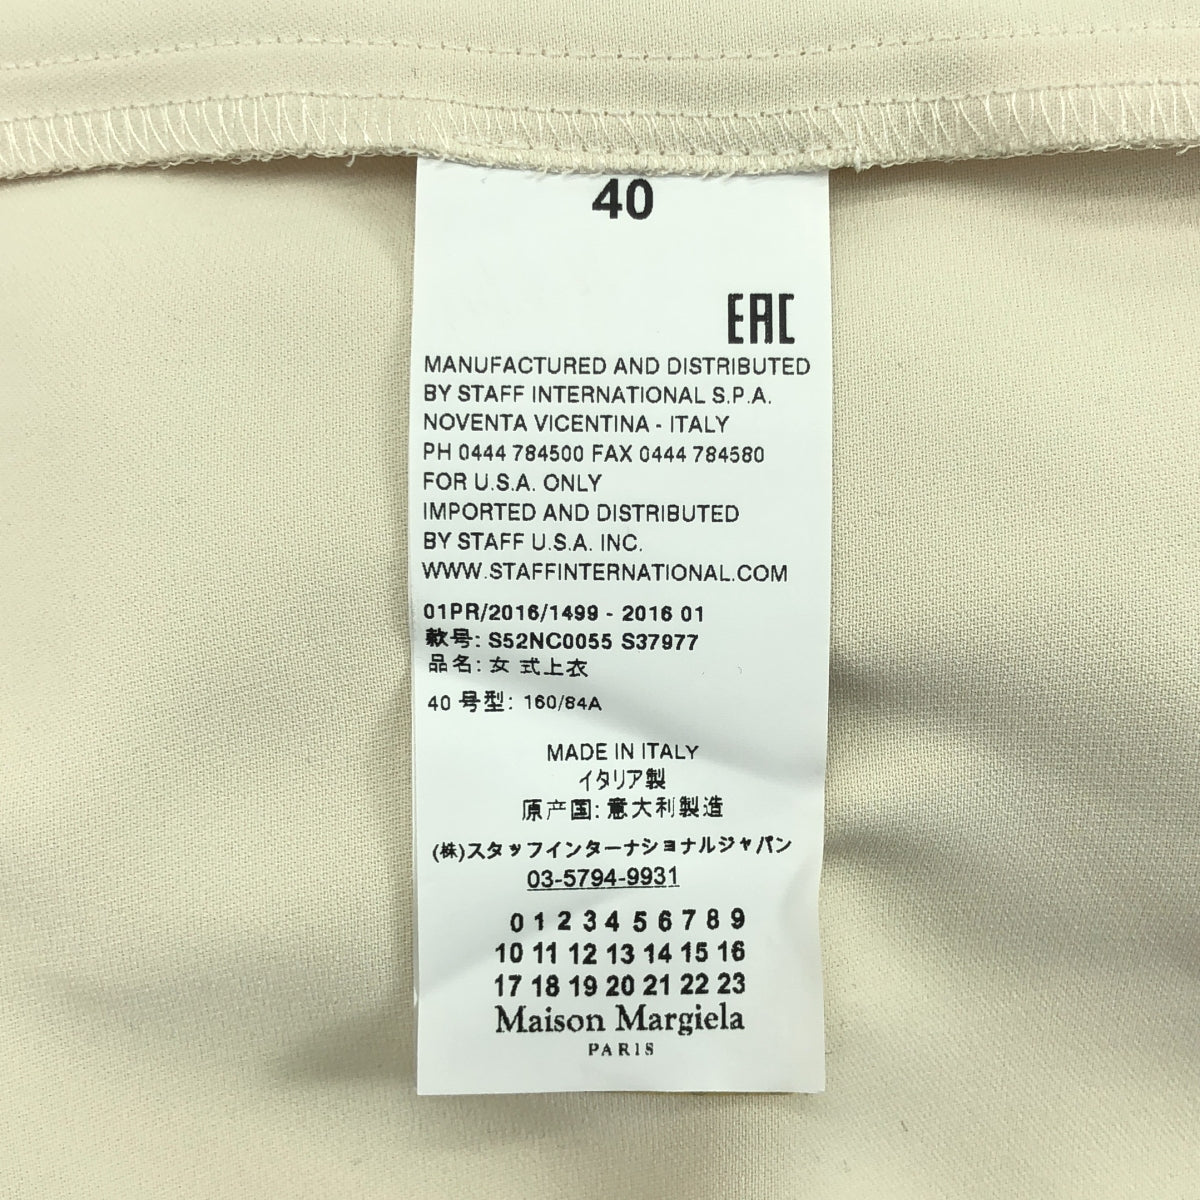 40
EAC
MANUFACTURED AND DISTRIBUTED
BY STAFF INTERNATIONAL S.P.A.
NOVENTA VICENTINA - ITALY
PH 0444 784500 FAX 0444 784580
FOR U.S.A. ONLY
IMPORTED AND DISTRIBUTED
BY STAFF U.S.A. INC.
WWW.STAFFINTERNATIONAL.COM
01PR/2016/1499 - 2016 01
款号: S52NC0055 S37977
品名: 女 式上衣
40 号型: 160/84A
MADE IN ITALY
イタリア製
原产国: 意大利製造
(株)スタッフインターナショナルジャパン
03-5794-9931
0 1 2 3 4 5 6 7 8 9
10 11 12 13 14 15 16
17 18 19 20 21 22 23
Maison Margiela
PARIS